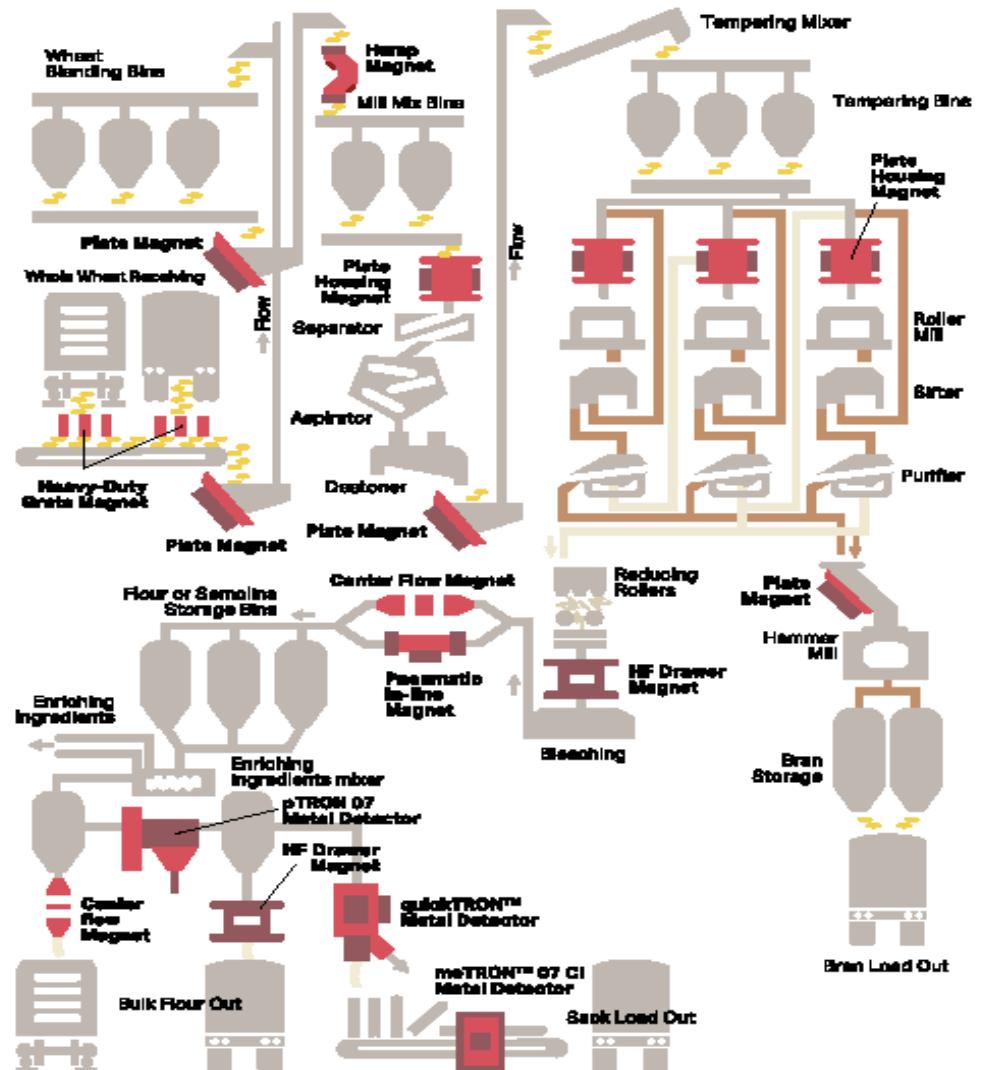 Wheat
Blending Bins
Hump
Magnet
Mill Mix Bins
Tempering Mixer
Tempering Bins
Plate
Housing
Magnet
Plate Magnet
Whole Wheat Receiving
Flow
Plate
Housing
Magnet
Separator
Flow
Roller
Mill
Sifter
Aspirator
Purifier
Heavy-Duty
Grate Magnet
Destoner
Plate Magnet
Plate Magnet
Center Flow Magnet
Reducing
Rollers
Plate
Magnet
Flour or Semolina
Storage Bins
Hammer
Mill
Pneumatic
In-line
Magnet
HF Drawer
Magnet
Enriching
Ingredients
Bleaching
Bran
Storage
Enriching
Ingredients mixer
pTRON 07
Metal Detector
HF Drawer
Magnet
Center
flow
Magnet
quickTRON™
Metal Detector
Bran Load Out
meTRON™ 07 CI
Metal Detector
Bulk Flour Out
Sack Load Out